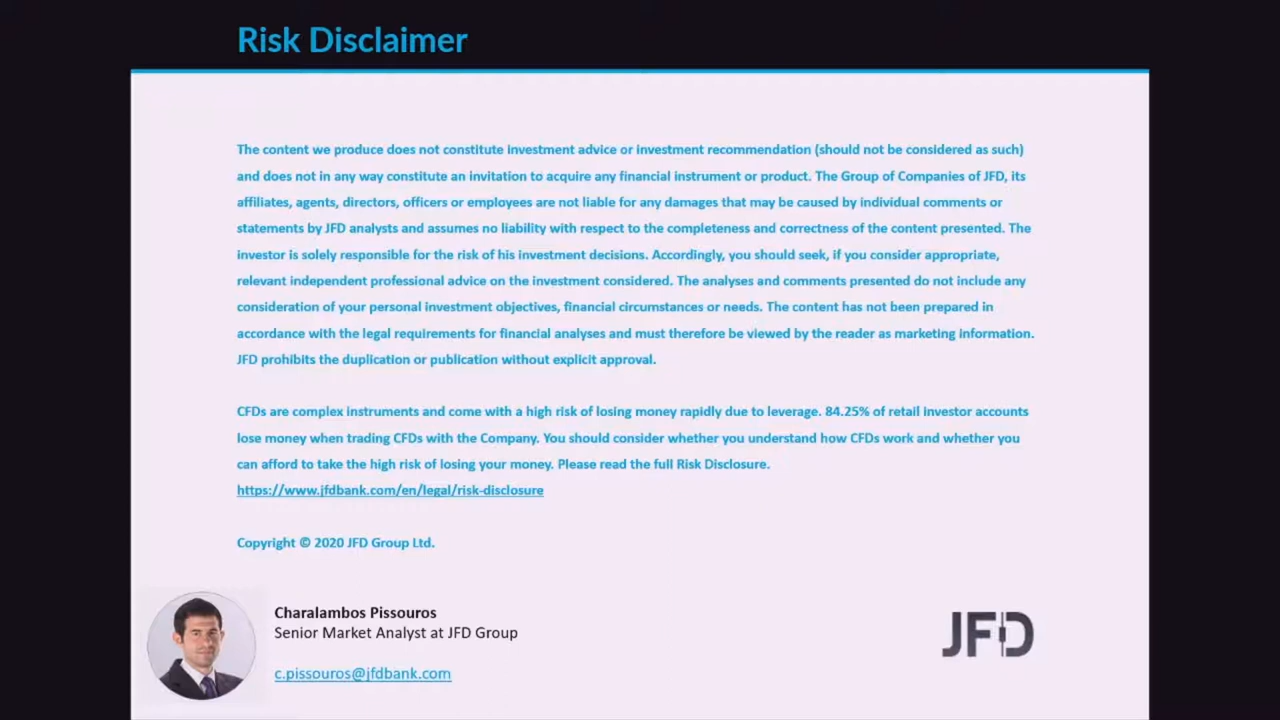 Risk Disclaimer
The content we produce does not constitute investment advice or investment recommendation (should not be considered as such)
and does not in any way constitute an invitation to acquire any financial instrument or product. The Group of Companies of JFD, its
affiliates, agents, directors, officers or employees are not liable for any damages that may be caused by individual comments or
statements by JFD analysts and assumes no liability with respect to the completeness and correctness of the content presented. The
investor is solely responsible for the risk of his investment decisions. Accordingly, you should seek, if you consider appropriate,
relevant independent professional advice on the investment considered. The analyses and comments presented do not include any
consideration of your personal investment objectives, financial circumstances or needs. The content has not been prepared in
accordance with the legal requirements for financial analyses and must therefore be viewed by the reader as marketing information.
JFD prohibits the duplication or publication without explicit approval.
CFDs are complex instruments and come with a high risk of losing money rapidly due to leverage. 84.25% of retail investor accounts
lose money when trading CFDs with the Company. You should consider whether you understand how CFDs work and whether you
can afford to take the high risk of losing your money. Please read the full Risk Disclosure.
https://www.jfdbank.com/en/legal/risk-disclosure
Copyright © 2020 JFD Group Ltd.
Charalambos Pissouros
Senior Market Analyst at JFD Group
c.pissouros@jfdbank.com
JFD